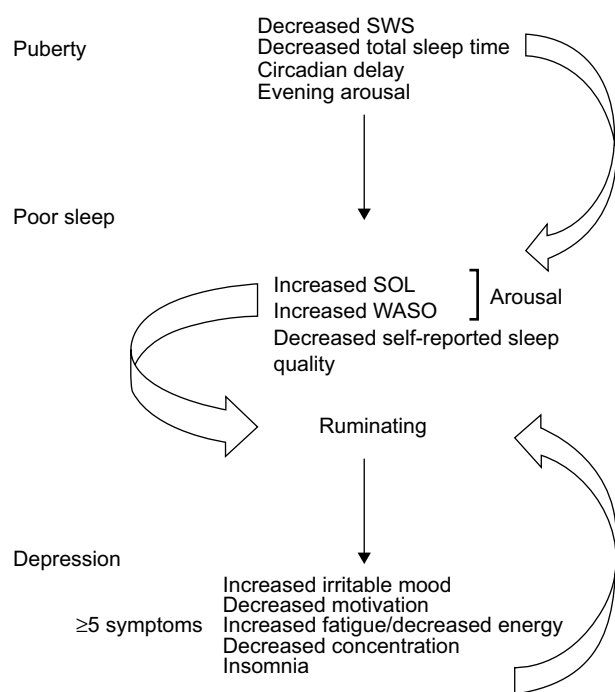 Puberty
Decreased SWS
Decreased total sleep time
Circadian delay
Evening arousal
Poor sleep
Increased SOL
Increased WASO
Arousal
Decreased self-reported sleep
quality
Ruminating
Depression
Increased irritable mood
Decreased motivation
≥5 symptoms Increased fatigue/decreased energy
Decreased concentration
Insomnia